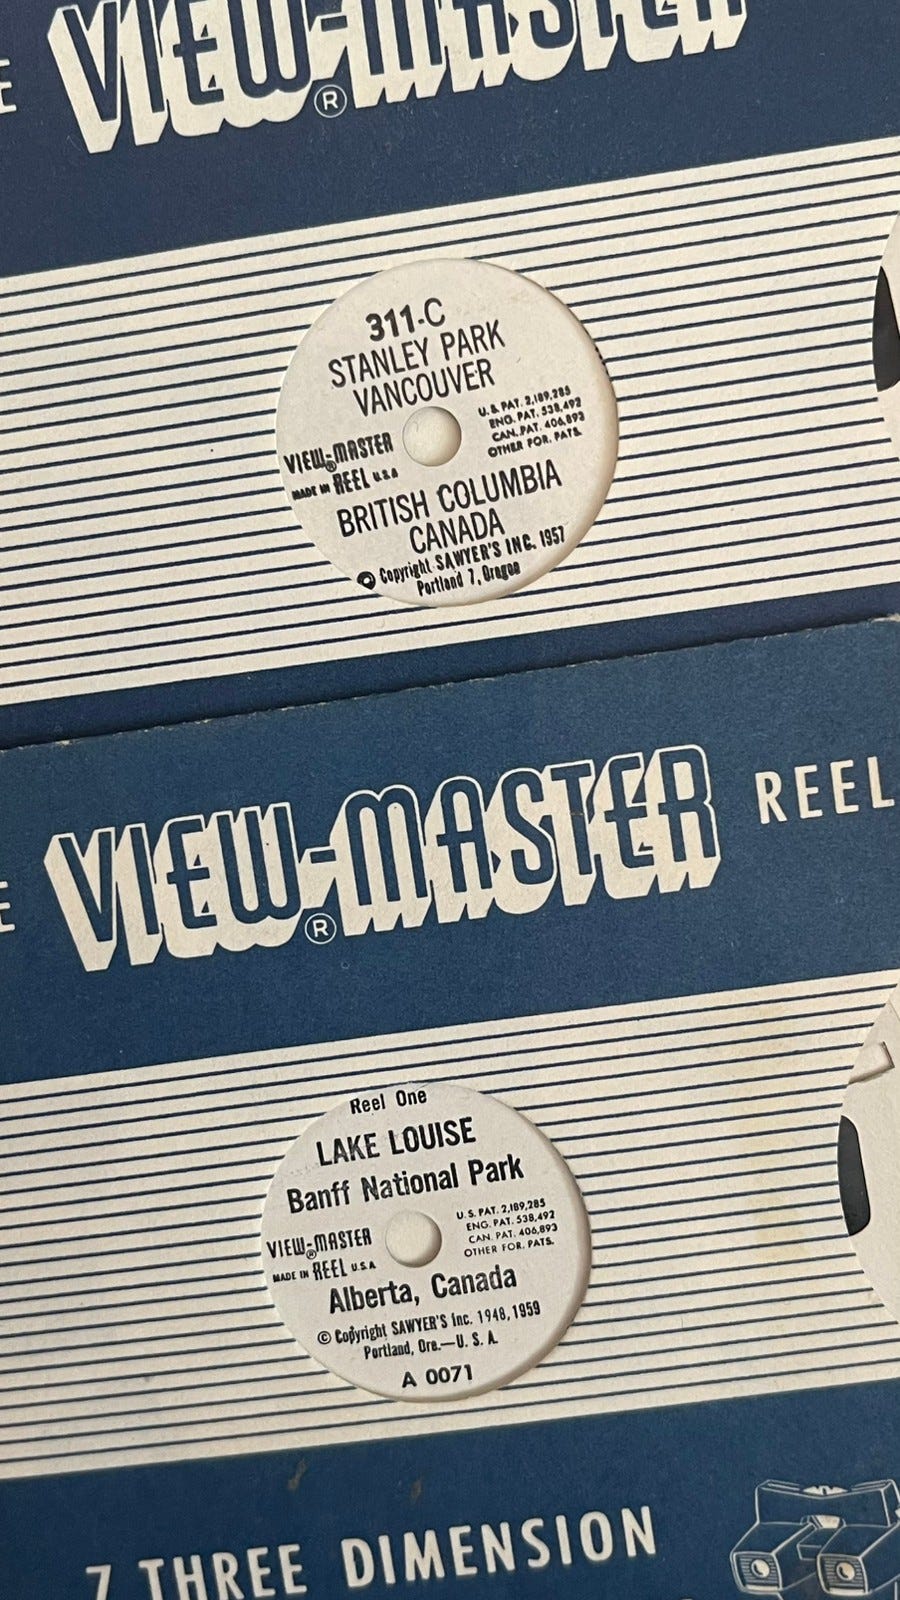 VIEW-MASTER
®
311-C
STANLEY PARK
VANCOUVER
U.S. PAT. 2,189,285
ENG. PAT. 538,492
CAN. PAT. 406,893
OTHER FOR. PATS.
VIEW-MASTER®
MADE IN REEL U.S.A
BRITISH COLUMBIA
CANADA
© Copyright SAWYER'S INC. 1957
Portland 7, Oregon
VIEW-MASTER REEL
®
Reel One
LAKE LOUISE
Banff National Park
U.S. PAT. 2,189,285
ENG. PAT. 538,492
CAN. PAT. 406,893
OTHER FOR. PATS.
VIEW-MASTER®
MADE IN REEL U.S.A
Alberta, Canada
© Copyright SAWYER'S Inc. 1948, 1959
Portland, Ore.—U. S. A.
A 0071
7 THREE DIMENSION